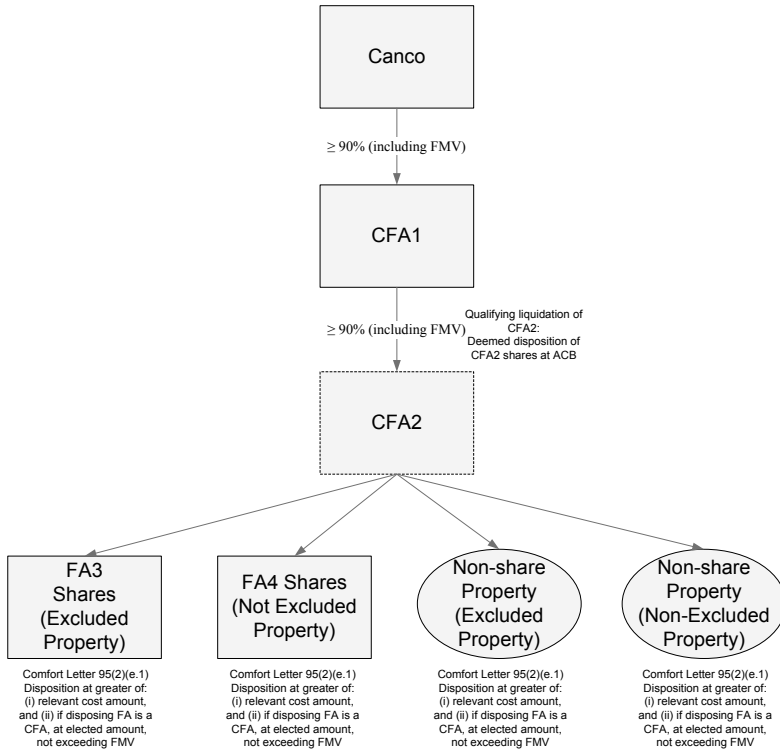 Canco
≥ 90% (including FMV)
CFA1
≥ 90% (including FMV)
Qualifying liquidation of
CFA2:
Deemed disposition of
CFA2 shares at ACB
CFA2
FA3
Shares
(Excluded
Property)
FA4 Shares
(Not Excluded
Property)
Non-share
Property
(Excluded
Property)
Non-share
Property
(Non-Excluded
Property)
Comfort Letter 95(2)(e.1)
Disposition at greater of:
(i) relevant cost amount,
and (ii) if disposing FA is a
CFA, at elected amount,
not exceeding FMV
Comfort Letter 95(2)(e.1)
Disposition at greater of:
(i) relevant cost amount,
and (ii) if disposing FA is a
CFA, at elected amount,
not exceeding FMV
Comfort Letter 95(2)(e.1)
Disposition at greater of:
(i) relevant cost amount,
and (ii) if disposing FA is a
CFA, at elected amount,
not exceeding FMV
Comfort Letter 95(2)(e.1)
Disposition at greater of:
(i) relevant cost amount,
and (ii) if disposing FA is a
CFA, at elected amount,
not exceeding FMV